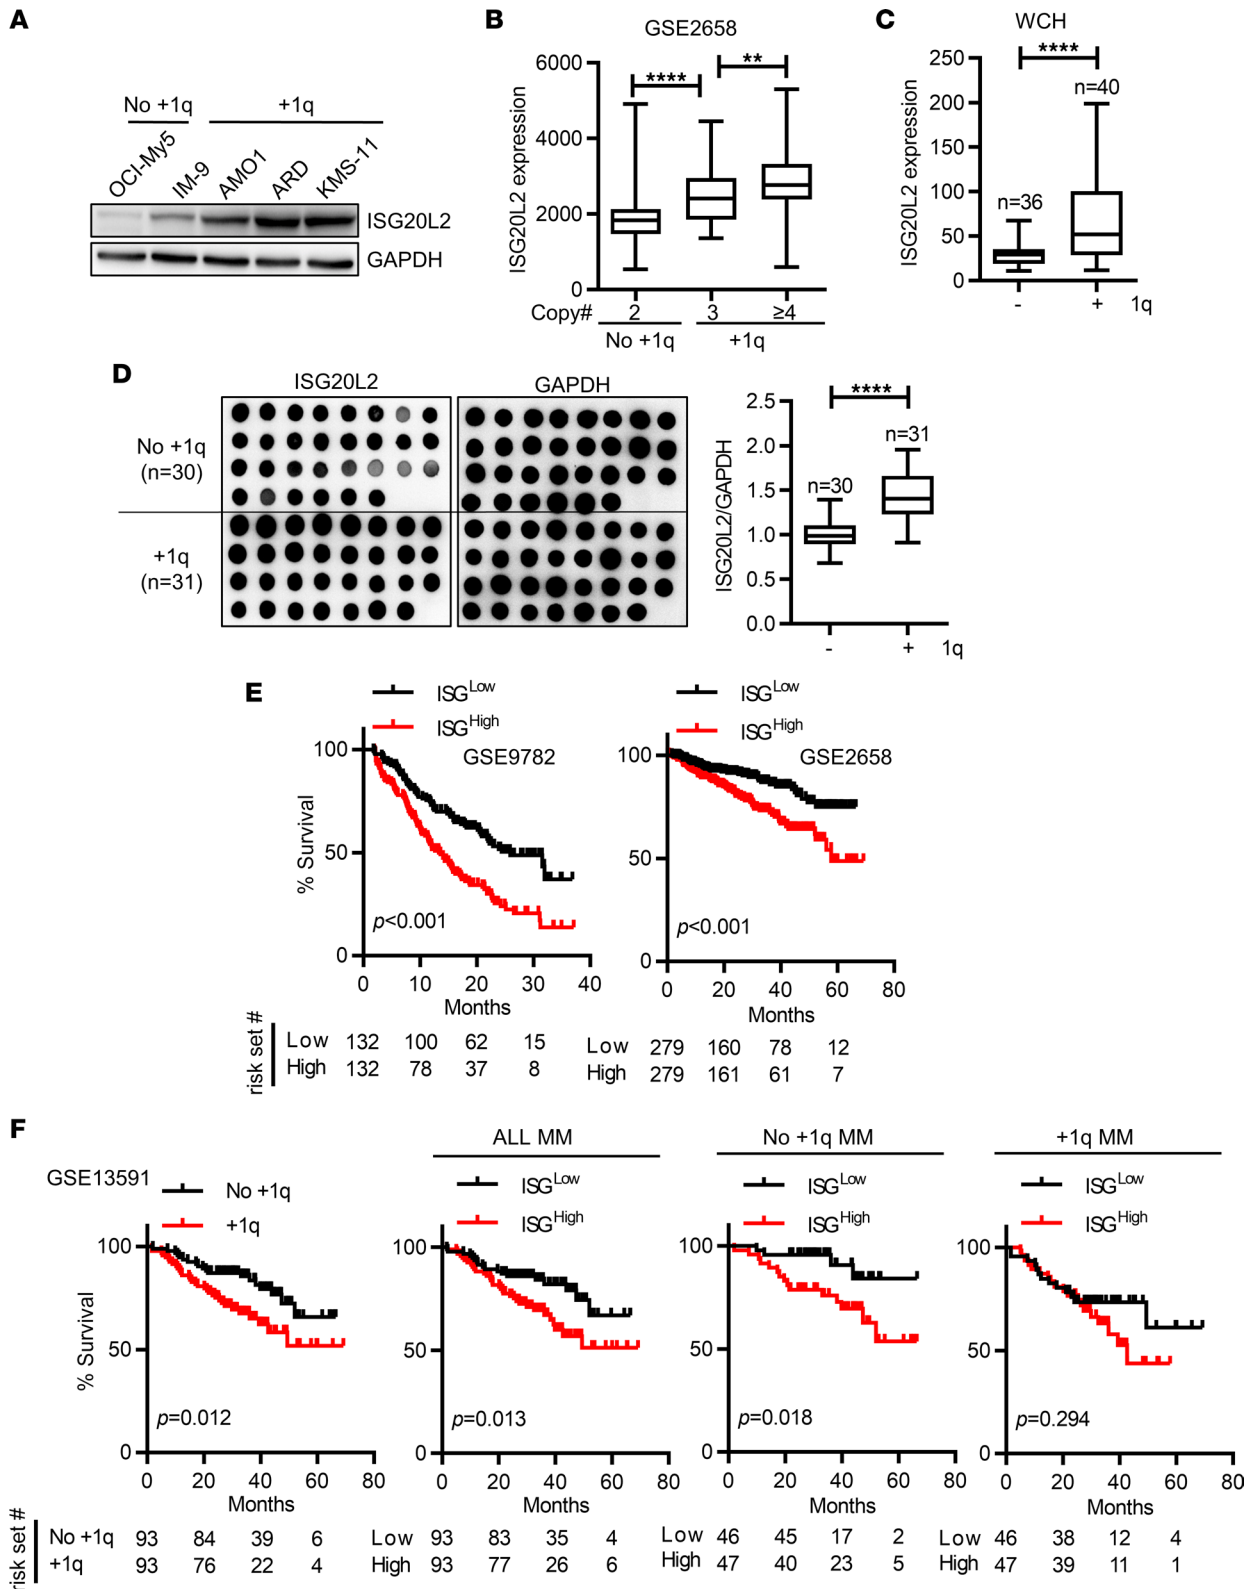 A
No +1q
+1q
OCI-My5
IM-9
AMO1
ARD
KMS-11
ISG20L2
GAPDH
B
GSE2658
ISG20L2 expression
6000
4000
2000
0
****
**
Copy#
2
3
≥4
No +1q
+1q
C
WCH
ISG20L2 expression
250
200
150
100
50
0
****
n=36
n=40
-
+
1q
D
ISG20L2
GAPDH
No +1q
(n=30)
+1q
(n=31)
ISG20L2/GAPDH
2.5
2.0
1.5
1.0
0.5
0.0
****
n=30
n=31
-
+
1q
E
ISGLow
ISGHigh
GSE9782
% Survival
100
50
0
p<0.001
0
10
20
30
40
Months
ISGLow
ISGHigh
GSE2658
100
50
0
p<0.001
0
20
40
60
80
Months
risk set #
Low 132 100 62 15
High 132 78 37 8
Low 279 160 78 12
High 279 161 61 7
F
GSE13591
No +1q
+1q
% Survival
100
50
0
p=0.012
0
20
40
60
80
Months
ALL MM
ISGLow
ISGHigh
100
50
0
p=0.013
0
20
40
60
80
Months
No +1q MM
ISGLow
ISGHigh
100
50
0
p=0.018
0
20
40
60
80
Months
+1q MM
ISGLow
ISGHigh
100
50
0
p=0.294
0
20
40
60
80
Months
risk set #
No +1q 93 84 39 6
+1q 93 76 22 4
Low 93 83 35 4
High 93 77 26 6
Low 46 45 17 2
High 47 40 23 5
Low 46 38 12 4
High 47 39 11 1